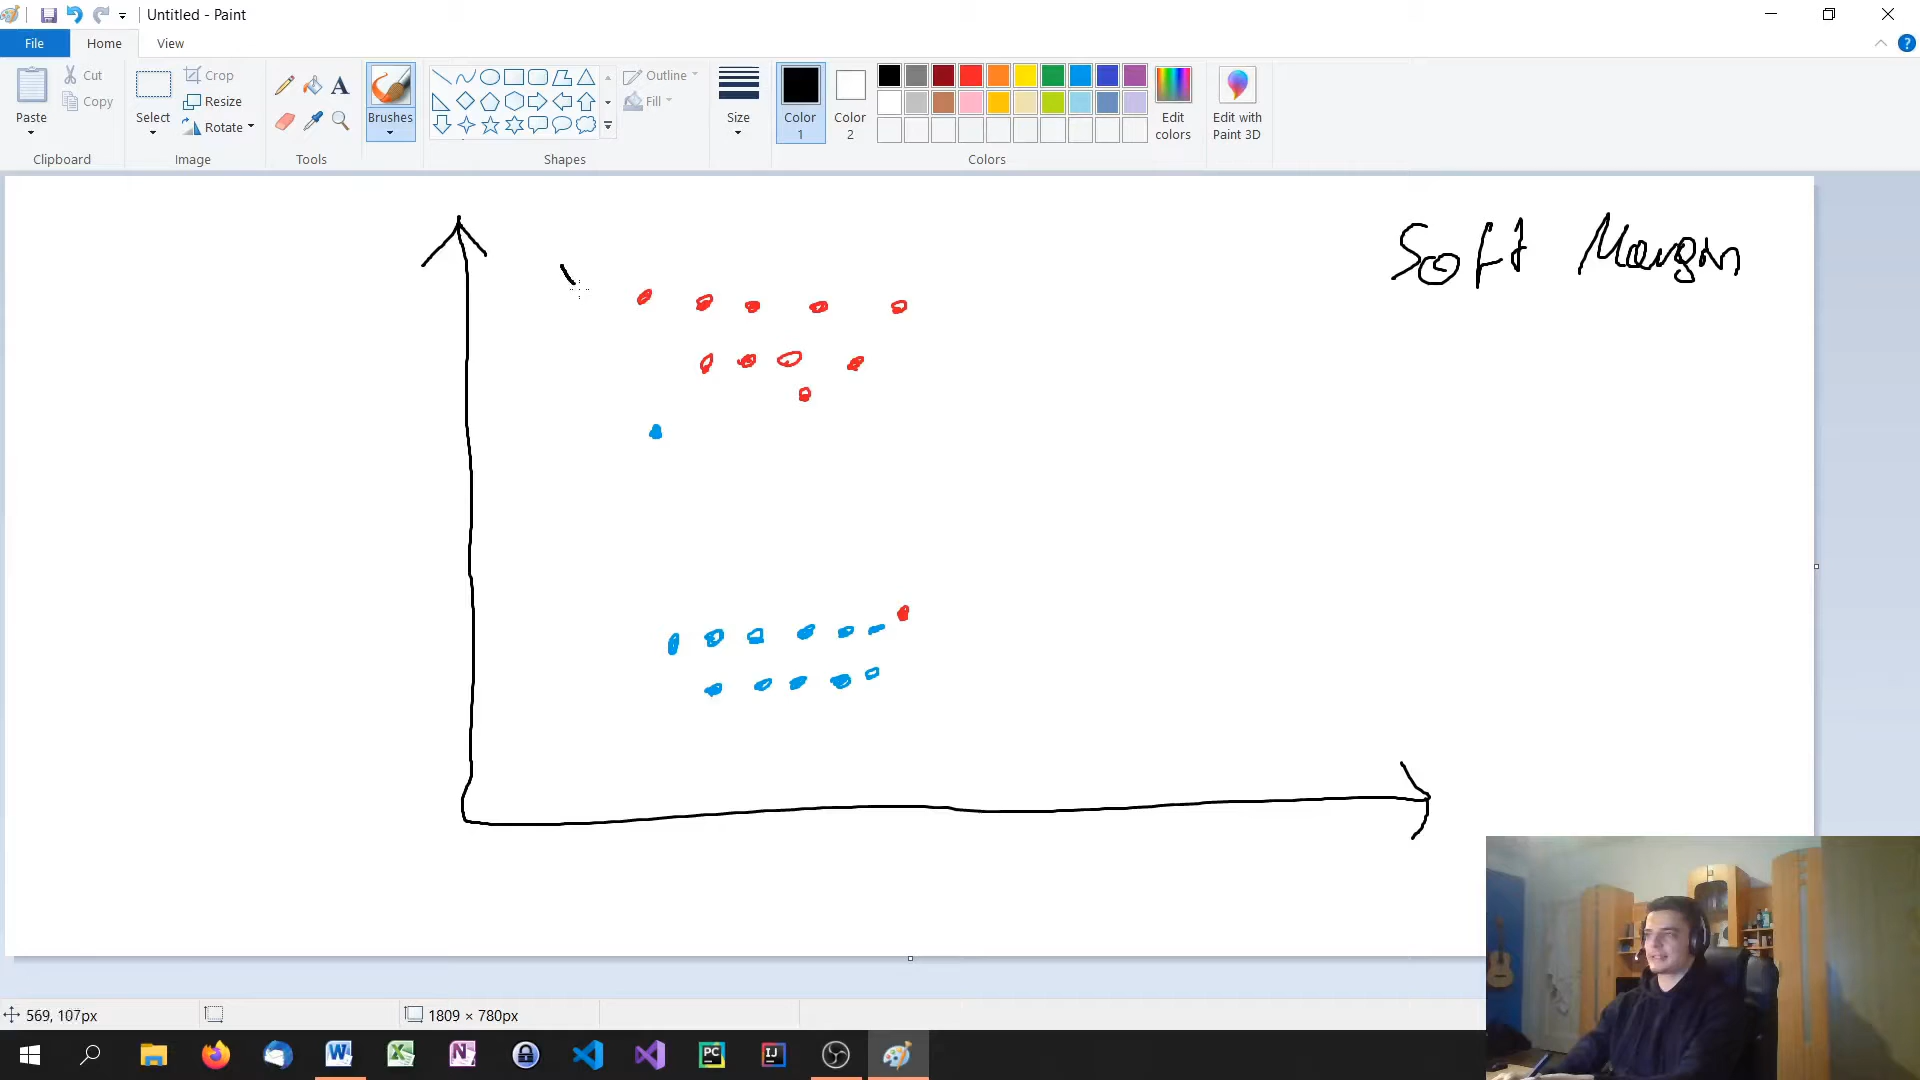 Untitled - Paint
File Home View
Paste
Cut
Copy
Clipboard
Select
Crop
Resize
Rotate
Image
Tools
Brushes
Outline
Fill
Shapes
Size
Color 1
Color 2
Edit colors
Colors
Edit with Paint 3D
Soft Margin
569, 107px
1809 × 780px